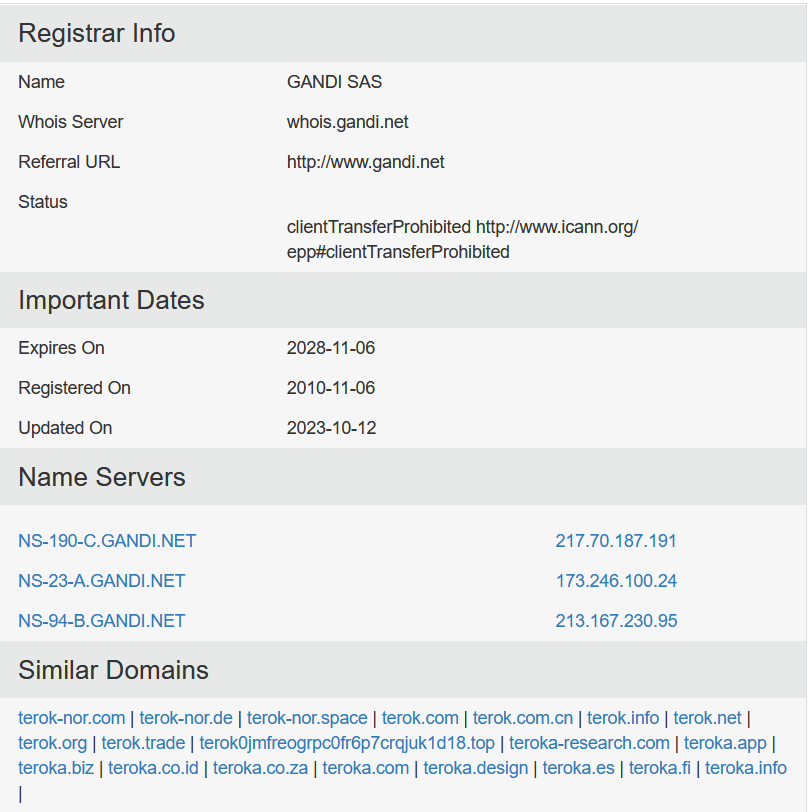 Registrar Info
Name GANDI SAS
Whois Server whois.gandi.net
Referral URL http://www.gandi.net
Status
clientTransferProhibited http://www.icann.org/
epp#clientTransferProhibited
Important Dates
Expires On 2028-11-06
Registered On 2010-11-06
Updated On 2023-10-12
Name Servers
NS-190-C.GANDI.NET 217.70.187.191
NS-23-A.GANDI.NET 173.246.100.24
NS-94-B.GANDI.NET 213.167.230.95
Similar Domains
terok-nor.com | terok-nor.de | terok-nor.space | terok.com | terok.com.cn | terok.info | terok.net |
terok.org | terok.trade | terok0jmfreogrpc0fr6p7crqjuk1d18.top | teroka-research.com | teroka.app |
teroka.biz | teroka.co.id | teroka.co.za | teroka.com | teroka.design | teroka.es | teroka.fi | teroka.info
|